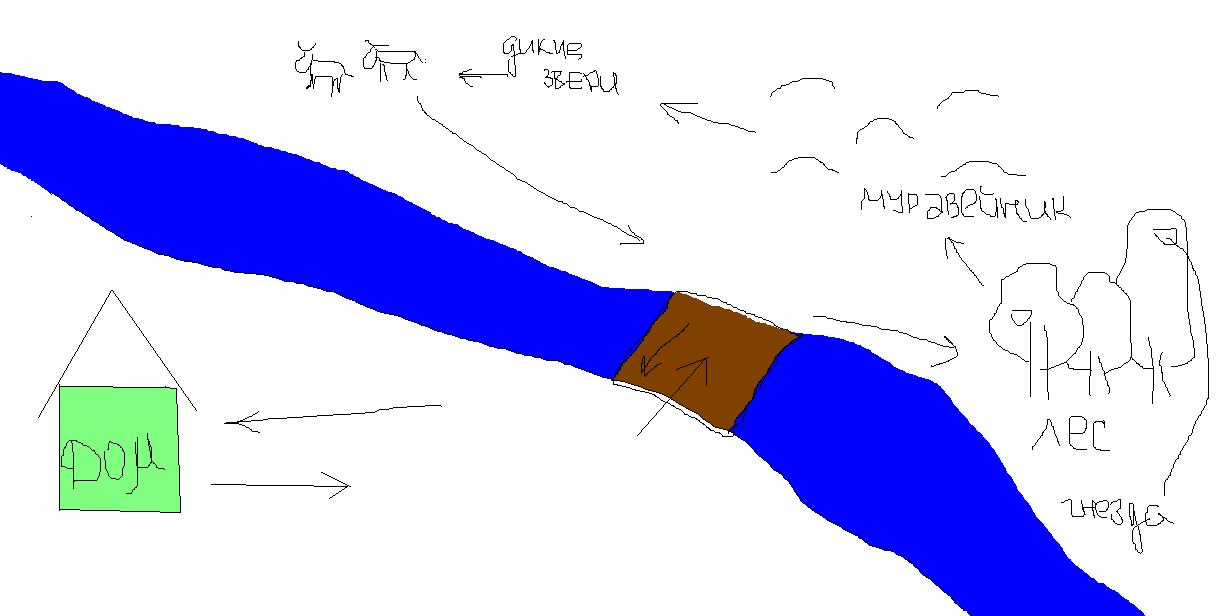 дикие
звери
муравейник
лес
дом
гнезда